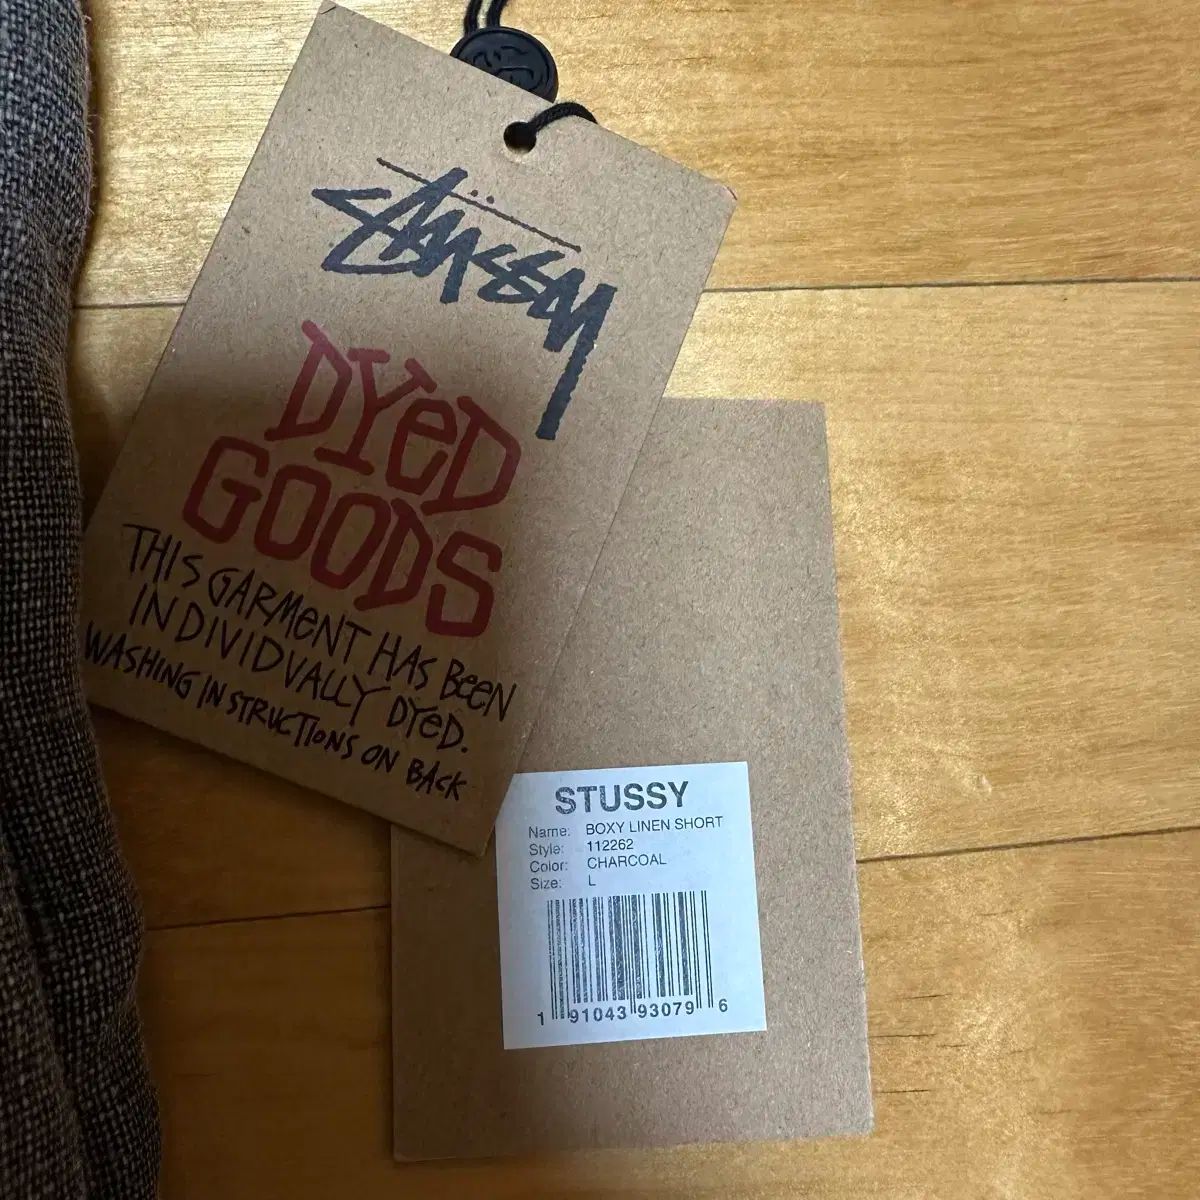 Stüssy
DYeD
GOODS
THIS GARMeNT HAS BEEN
INDIVIDVALLY DYED.
WASHING INSTRUCTIONS ON BACK
STUSSY
Name: BOXY LINEN SHORT
Style: 112262
Color: CHARCOAL
Size: L
1 91043 93079 6